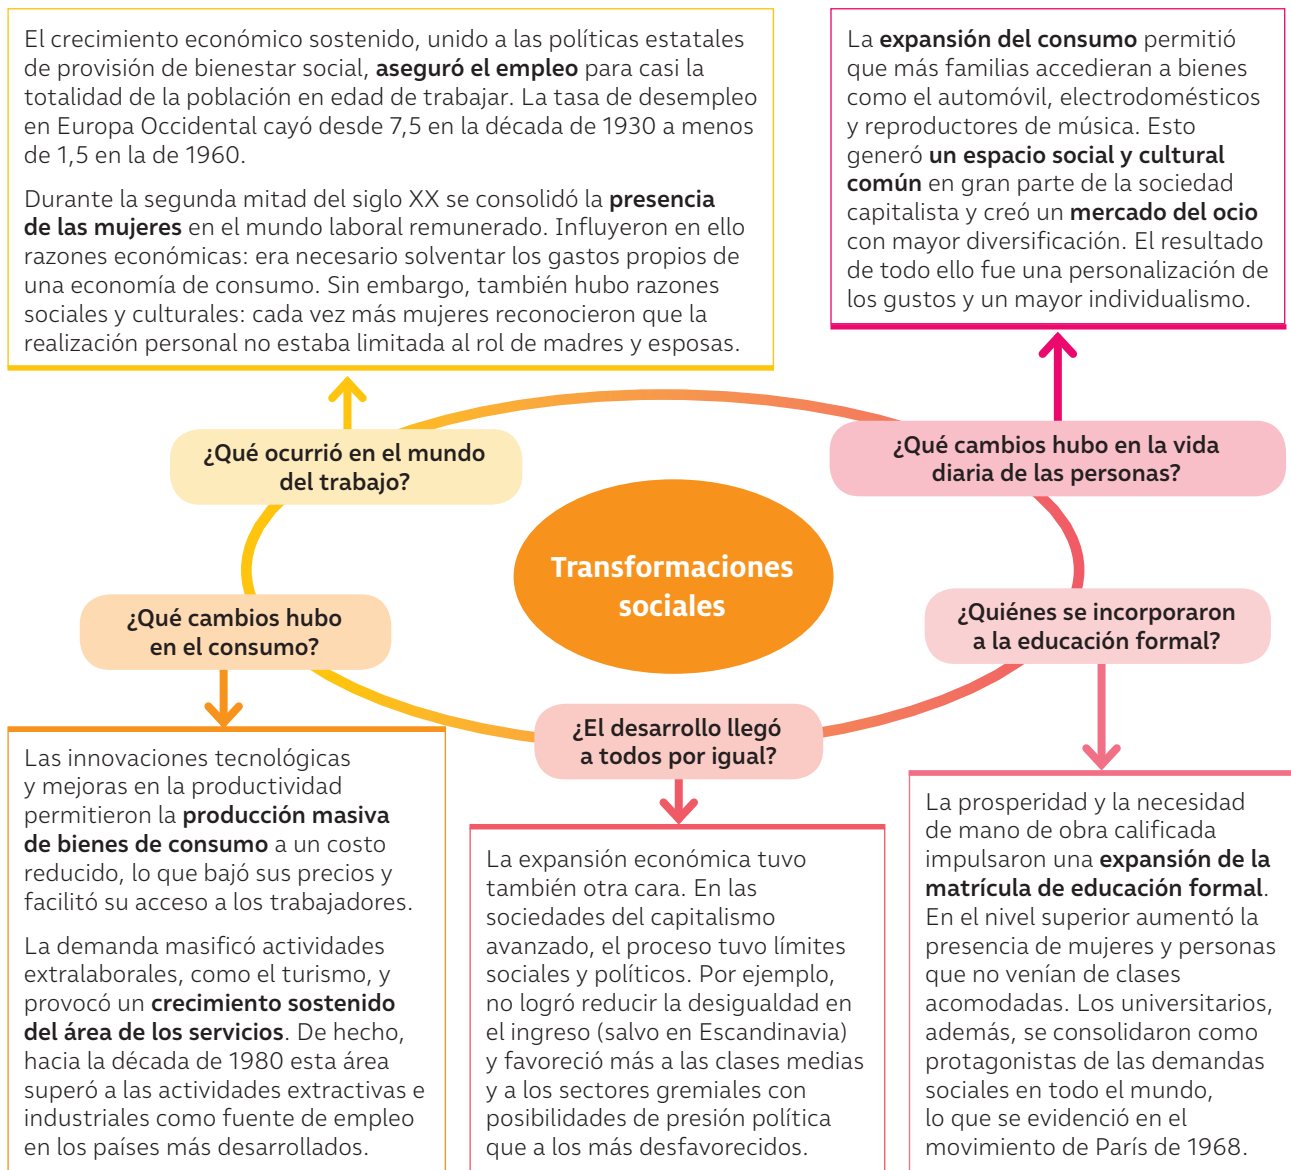 El crecimiento económico sostenido, unido a las políticas estatales
de provisión de bienestar social, aseguró el empleo para casi la
totalidad de la población en edad de trabajar. La tasa de desempleo
en Europa Occidental cayó desde 7,5 en la década de 1930 a menos
de 1,5 en la de 1960.
Durante la segunda mitad del siglo XX se consolidó la presencia
de las mujeres en el mundo laboral remunerado. Influyeron en ello
razones económicas: era necesario solventar los gastos propios de
una economía de consumo. Sin embargo, también hubo razones
sociales y culturales: cada vez más mujeres reconocieron que la
realización personal no estaba limitada al rol de madres y esposas.
La expansión del consumo permitió
que más familias accedieran a bienes
como el automóvil, electrodomésticos
y reproductores de música. Esto
generó un espacio social y cultural
común en gran parte de la sociedad
capitalista y creó un mercado del ocio
con mayor diversificación. El resultado
de todo ello fue una personalización de
los gustos y un mayor individualismo.
¿Qué ocurrió en el mundo
del trabajo?
¿Qué cambios hubo en la vida
diaria de las personas?
Transformaciones
sociales
¿Qué cambios hubo
en el consumo?
¿Quiénes se incorporaron
a la educación formal?
¿El desarrollo llegó
a todos por igual?
Las innovaciones tecnológicas
y mejoras en la productividad
permitieron la producción masiva
de bienes de consumo a un costo
reducido, lo que bajó sus precios y
facilitó su acceso a los trabajadores.
La demanda masificó actividades
extralaborales, como el turismo, y
provocó un crecimiento sostenido
del área de los servicios. De hecho,
hacia la década de 1980 esta área
superó a las actividades extractivas e
industriales como fuente de empleo
en los países más desarrollados.
La expansión económica tuvo
también otra cara. En las
sociedades del capitalismo
avanzado, el proceso tuvo límites
sociales y políticos. Por ejemplo,
no logró reducir la desigualdad en
el ingreso (salvo en Escandinavia)
y favoreció más a las clases medias
y a los sectores gremiales con
posibilidades de presión política
que a los más desfavorecidos.
La prosperidad y la necesidad
de mano de obra calificada
impulsaron una expansión de la
matrícula de educación formal.
En el nivel superior aumentó la
presencia de mujeres y personas
que no venían de clases
acomodadas. Los universitarios,
además, se consolidaron como
protagonistas de las demandas
sociales en todo el mundo,
lo que se evidenció en el
movimiento de París de 1968.